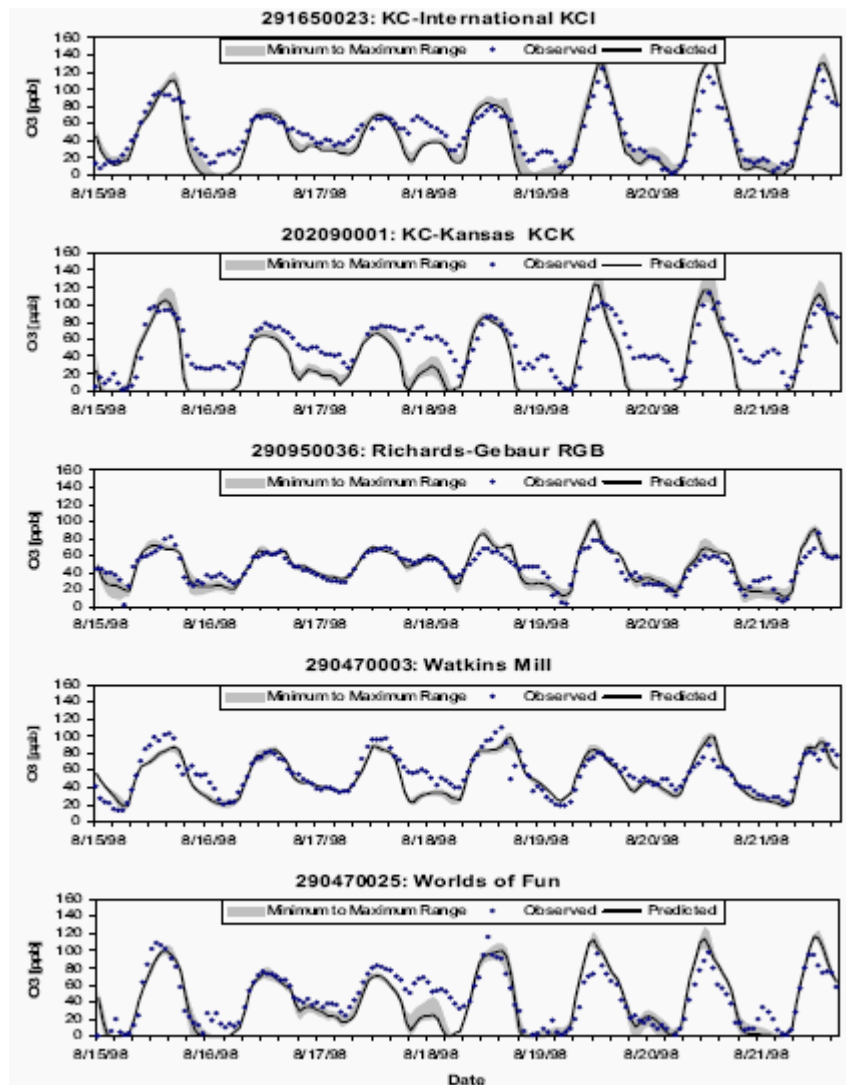 291650023: KC-International KCI
Minimum to Maximum Range Observed Predicted
O3 [ppb]
160
140
120
100
80
60
40
20
0
8/15/98 8/16/98 8/17/98 8/18/98 8/19/98 8/20/98 8/21/98
202090001: KC-Kansas KCK
Minimum to Maximum Range Observed Predicted
O3 [ppb]
160
140
120
100
80
60
40
20
0
8/15/98 8/16/98 8/17/98 8/18/98 8/19/98 8/20/98 8/21/98
290950036: Richards-Gebaur RGB
Minimum to Maximum Range Observed Predicted
O3 [ppb]
160
140
120
100
80
60
40
20
0
8/15/98 8/16/98 8/17/98 8/18/98 8/19/98 8/20/98 8/21/98
290470003: Watkins Mill
Minimum to Maximum Range Observed Predicted
O3 [ppb]
160
140
120
100
80
60
40
20
0
8/15/98 8/16/98 8/17/98 8/18/98 8/19/98 8/20/98 8/21/98
290470025: Worlds of Fun
Minimum to Maximum Range Observed Predicted
O3 [ppb]
160
140
120
100
80
60
40
20
0
8/15/98 8/16/98 8/17/98 8/18/98 8/19/98 8/20/98 8/21/98
Date